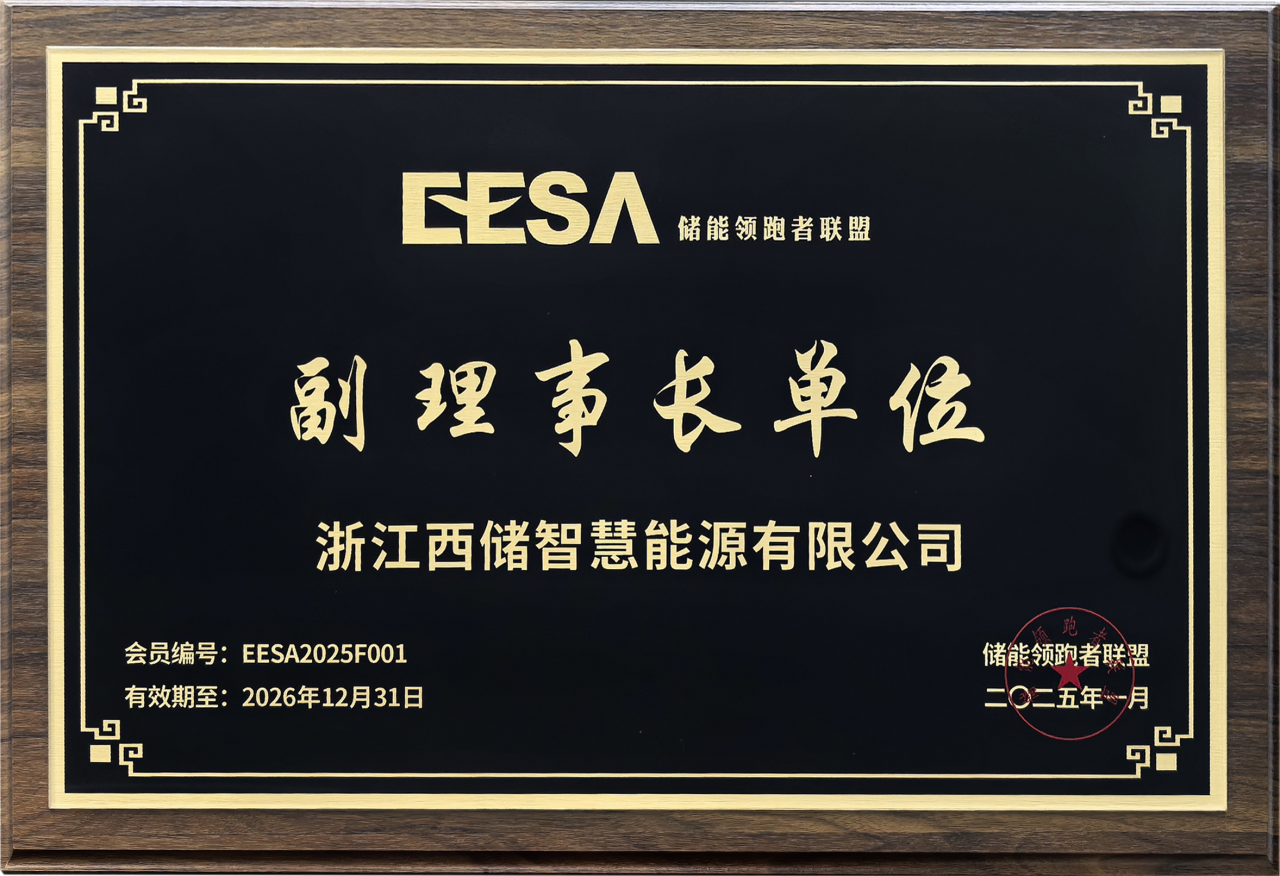 EESA 储能领跑者联盟
副理事长单位
浙江西储智慧能源有限公司
会员编号：EESA2025F001
有效期至：2026年12月31日
储能领跑者联盟
二〇二五年一月